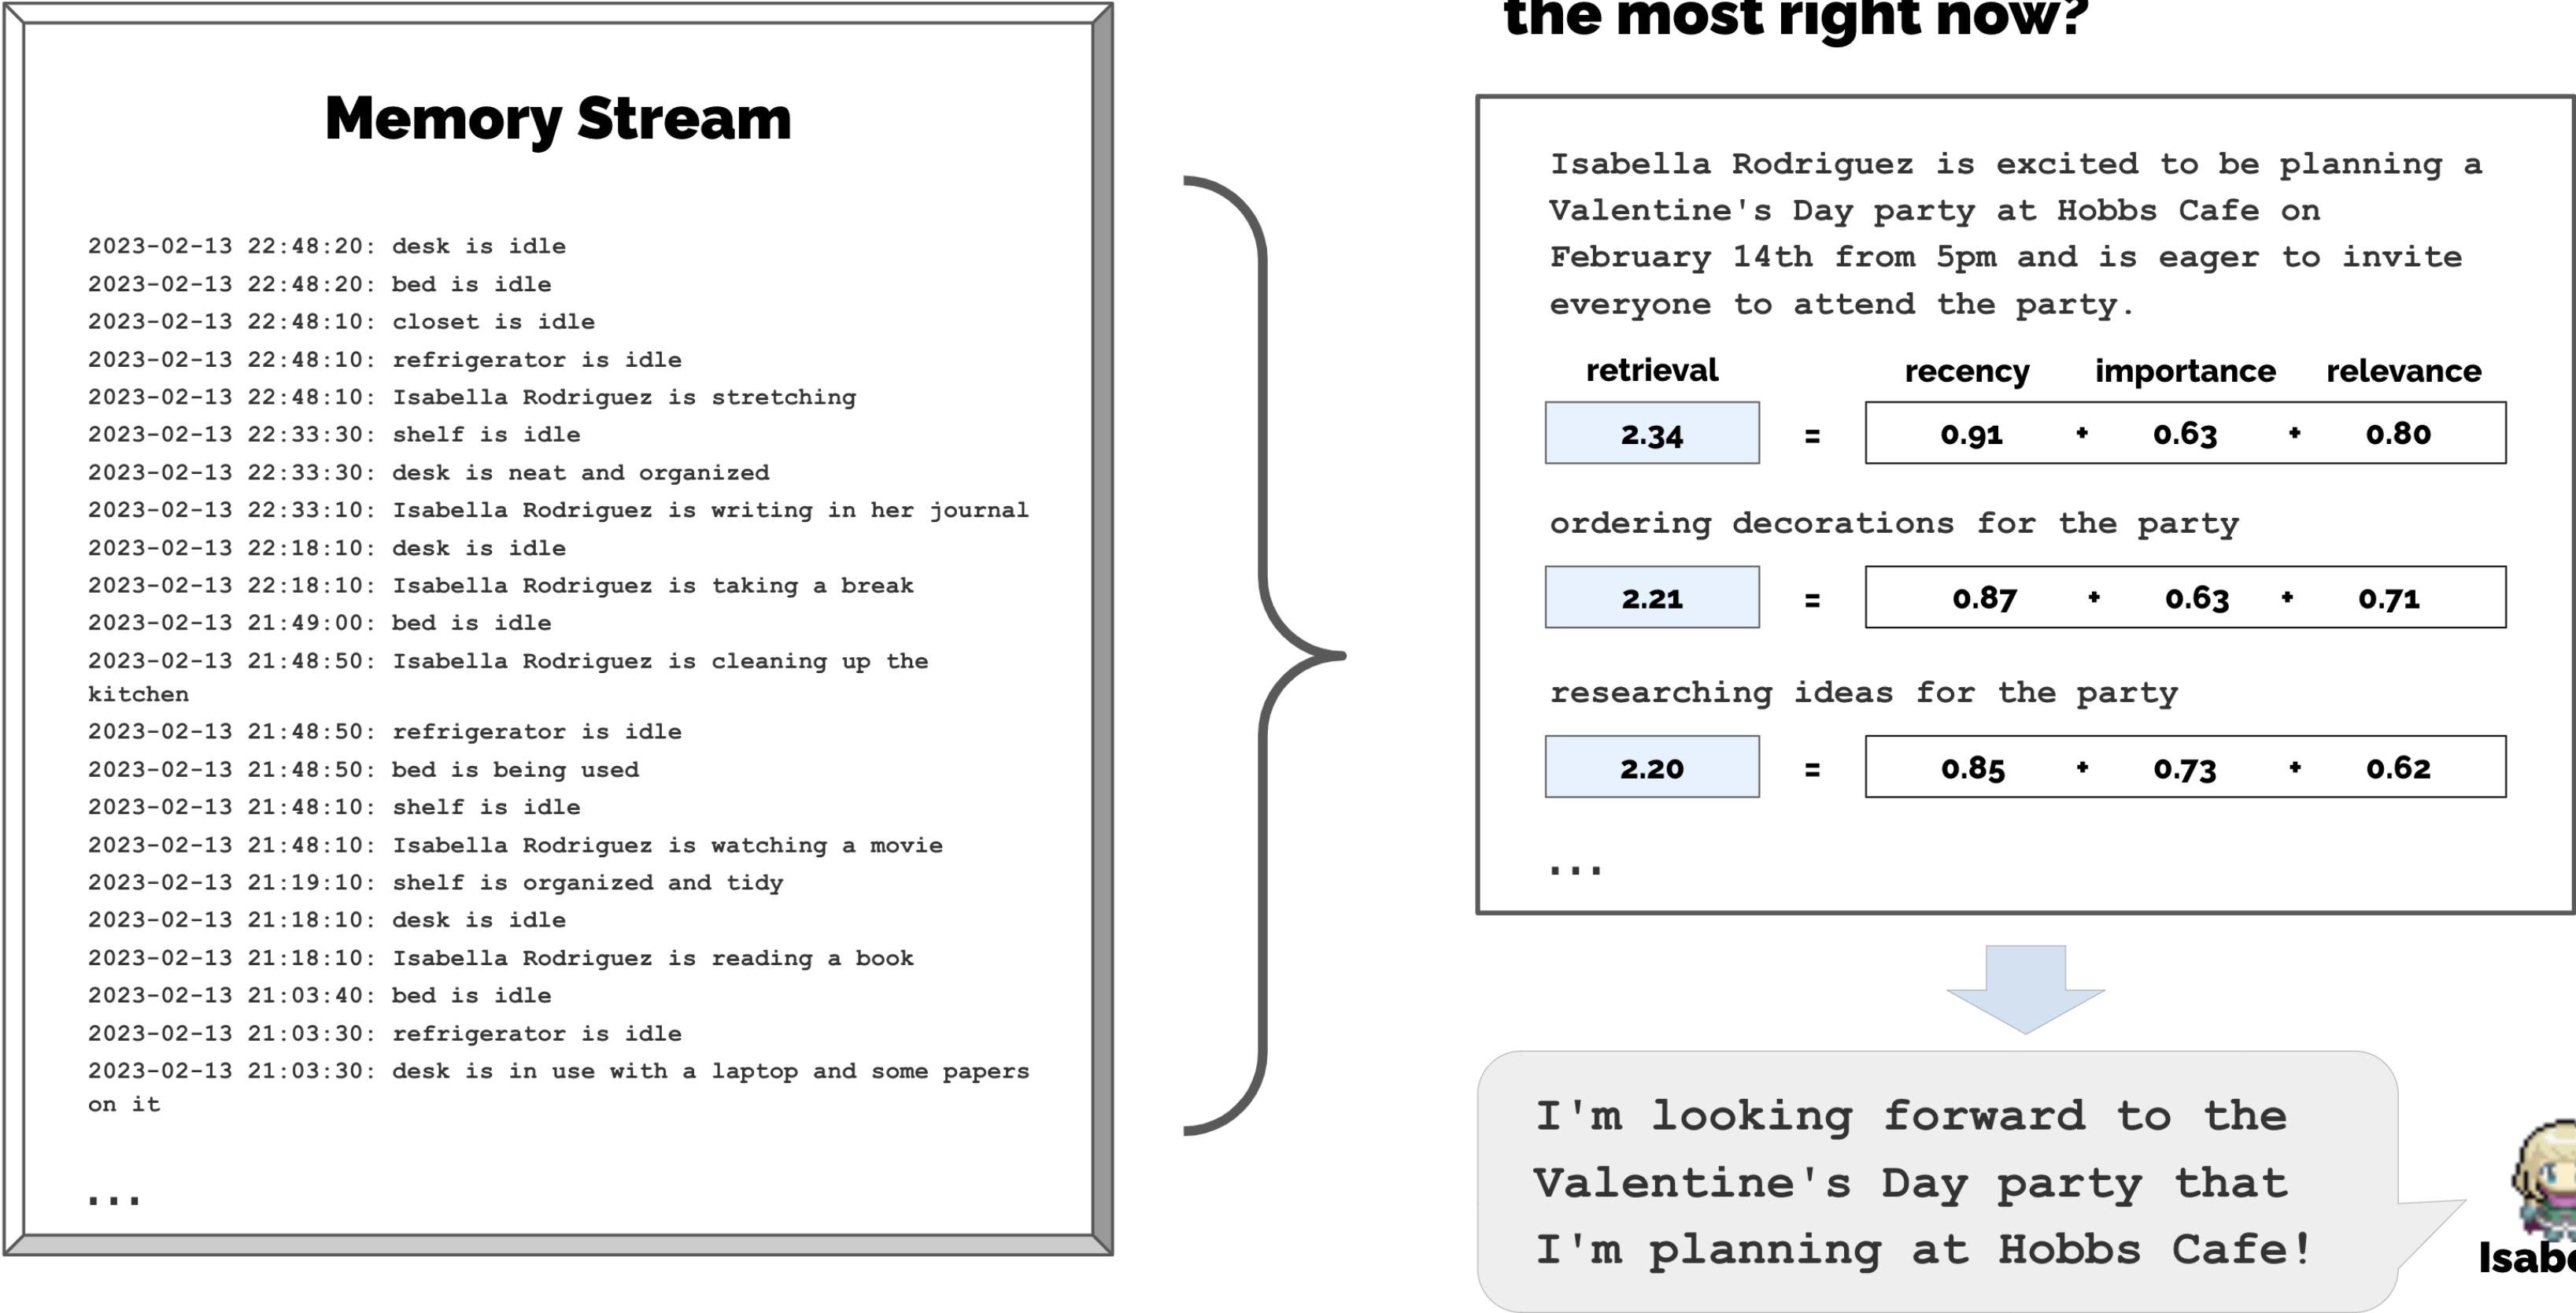 Memory Stream
2023-02-13 22:48:20: desk is idle
2023-02-13 22:48:20: bed is idle
2023-02-13 22:48:10: closet is idle
2023-02-13 22:48:10: refrigerator is idle
2023-02-13 22:48:10: Isabella Rodriguez is stretching
2023-02-13 22:33:30: shelf is idle
2023-02-13 22:33:30: desk is neat and organized
2023-02-13 22:33:10: Isabella Rodriguez is writing in her journal
2023-02-13 22:18:10: desk is idle
2023-02-13 22:18:10: Isabella Rodriguez is taking a break
2023-02-13 21:49:00: bed is idle
2023-02-13 21:48:50: Isabella Rodriguez is cleaning up the
kitchen
2023-02-13 21:48:50: refrigerator is idle
2023-02-13 21:48:50: bed is being used
2023-02-13 21:48:10: shelf is idle
2023-02-13 21:48:10: Isabella Rodriguez is watching a movie
2023-02-13 21:19:10: shelf is organized and tidy
2023-02-13 21:18:10: desk is idle
2023-02-13 21:18:10: Isabella Rodriguez is reading a book
2023-02-13 21:03:40: bed is idle
2023-02-13 21:03:30: refrigerator is idle
2023-02-13 21:03:30: desk is in use with a laptop and some papers
on it
...
the most right now?
Isabella Rodriguez is excited to be planning a
Valentine's Day party at Hobbs Cafe on
February 14th from 5pm and is eager to invite
everyone to attend the party.
retrieval recency importance relevance
2.34 = 0.91 + 0.63 + 0.80
ordering decorations for the party
2.21 = 0.87 + 0.63 + 0.71
researching ideas for the party
2.20 = 0.85 + 0.73 + 0.62
...
I'm looking forward to the
Valentine's Day party that
I'm planning at Hobbs Cafe!